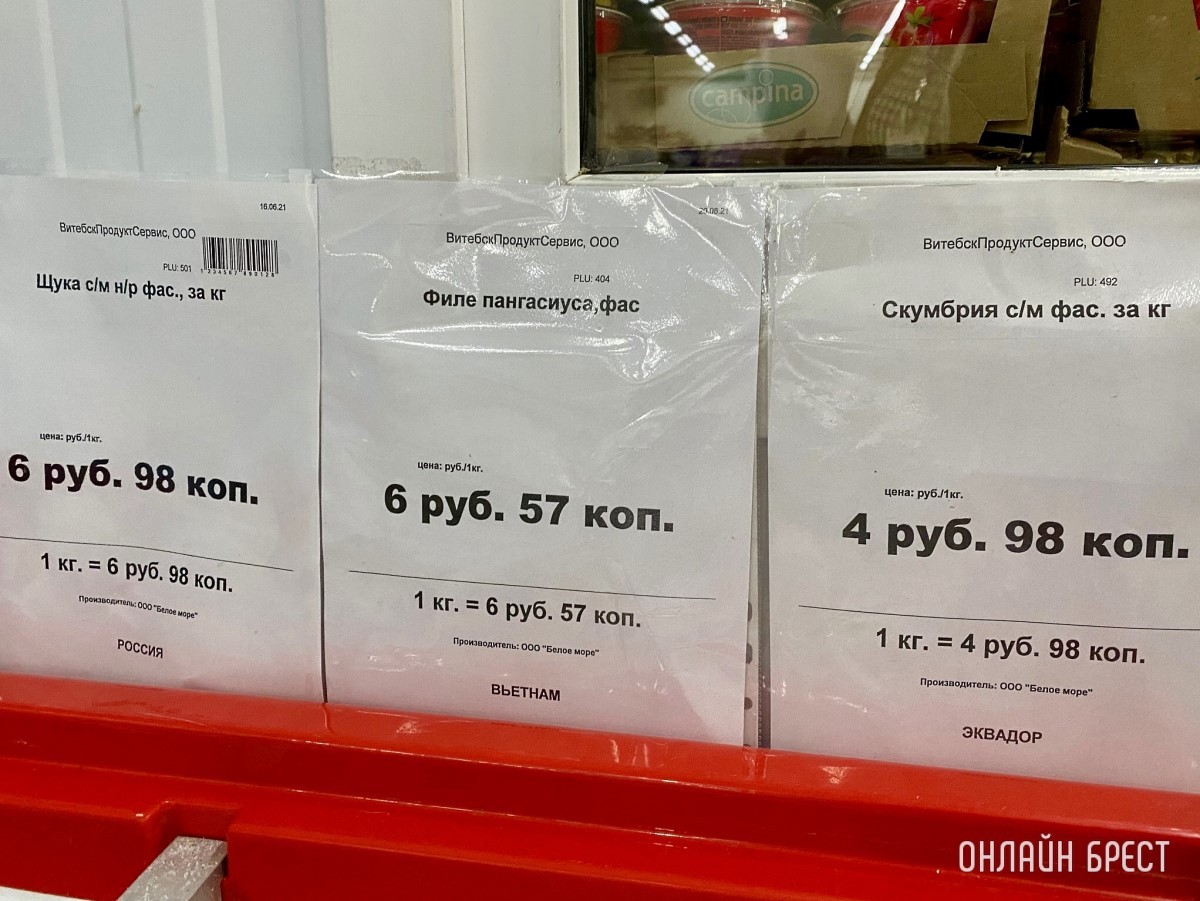 campina
16.06.21
ВитебскПродуктСервис, ООО
PLU: 501
1 234567 890128
Щука с/м н/р фас., за кг
цена: руб./1кг.
6 руб. 98 коп.
1 кг. = 6 руб. 98 коп.
Производитель: ООО "Белое море"
РОССИЯ
ВитебскПродуктСервис, ООО
PLU: 404
Филе пангасиуса,фас
цена: руб./1кг.
6 руб. 57 коп.
1 кг. = 6 руб. 57 коп.
Производитель: ООО "Белое море"
ВЬЕТНАМ
ВитебскПродуктСервис, ООО
PLU: 492
Скумбрия с/м фас. за кг
цена: руб./1кг.
4 руб. 98 коп.
1 кг. = 4 руб. 98 коп.
Производитель: ООО "Белое море"
ЭКВАДОР
ОНЛАЙН БРЕСТ